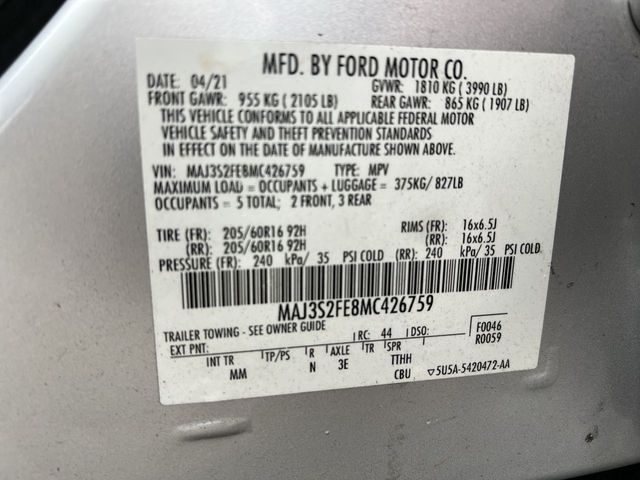 MFD. BY FORD MOTOR CO.
DATE: 04/21 GVWR: 1810 KG ( 3990 LB)
FRONT GAWR: 955 KG ( 2105 LB) REAR GAWR: 865 KG ( 1907 LB)
THIS VEHICLE CONFORMS TO ALL APPLICABLE FEDERAL MOTOR
VEHICLE SAFETY AND THEFT PREVENTION STANDARDS
IN EFFECT ON THE DATE OF MANUFACTURE SHOWN ABOVE.
VIN: MAJ3S2FE8MC426759 TYPE: MPV
MAXIMUM LOAD = OCCUPANTS + LUGGAGE = 375KG/ 827LB
OCCUPANTS = 5 TOTAL; 2 FRONT, 3 REAR
TIRE (FR): 205/60R16 92H RIMS (FR): 16x6.5J
(RR): 205/60R16 92H (RR): 16x6.5J
PRESSURE (FR): 240 kPa/ 35 PSI COLD (RR): 240 kPa/ 35 PSI COLD
MAJ3S2FE8MC426759
TRAILER TOWING - SEE OWNER GUIDE
EXT PNT: RC: 44 DSO: F0046
R0059
INT TR TP/PS R AXLE TR SPR
MM N 3E TTHH
CBU ▽5U5A-5420472-AA